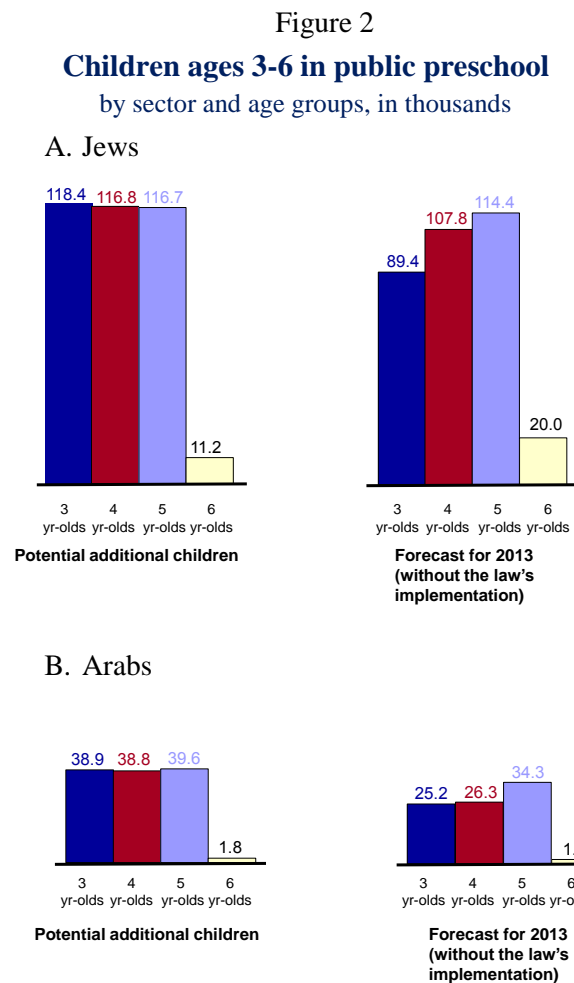 Figure 2
Children ages 3-6 in public preschool
by sector and age groups, in thousands
A. Jews
118.4 116.8 116.7 11.2
3 4 5 6
yr-olds yr-olds yr-olds yr-olds
Potential additional children
89.4 107.8 114.4 20.0
3 4 5 6
yr-olds yr-olds yr-olds yr-olds
Forecast for 2013
(without the law's
implementation)
B. Arabs
38.9 38.8 39.6 1.8
3 4 5 6
yr-olds yr-olds yr-olds yr-olds
Potential additional children
25.2 26.3 34.3
3 4 5 6
yr-olds yr-olds yr-olds
Forecast for 2013
(without the law's
implementation)